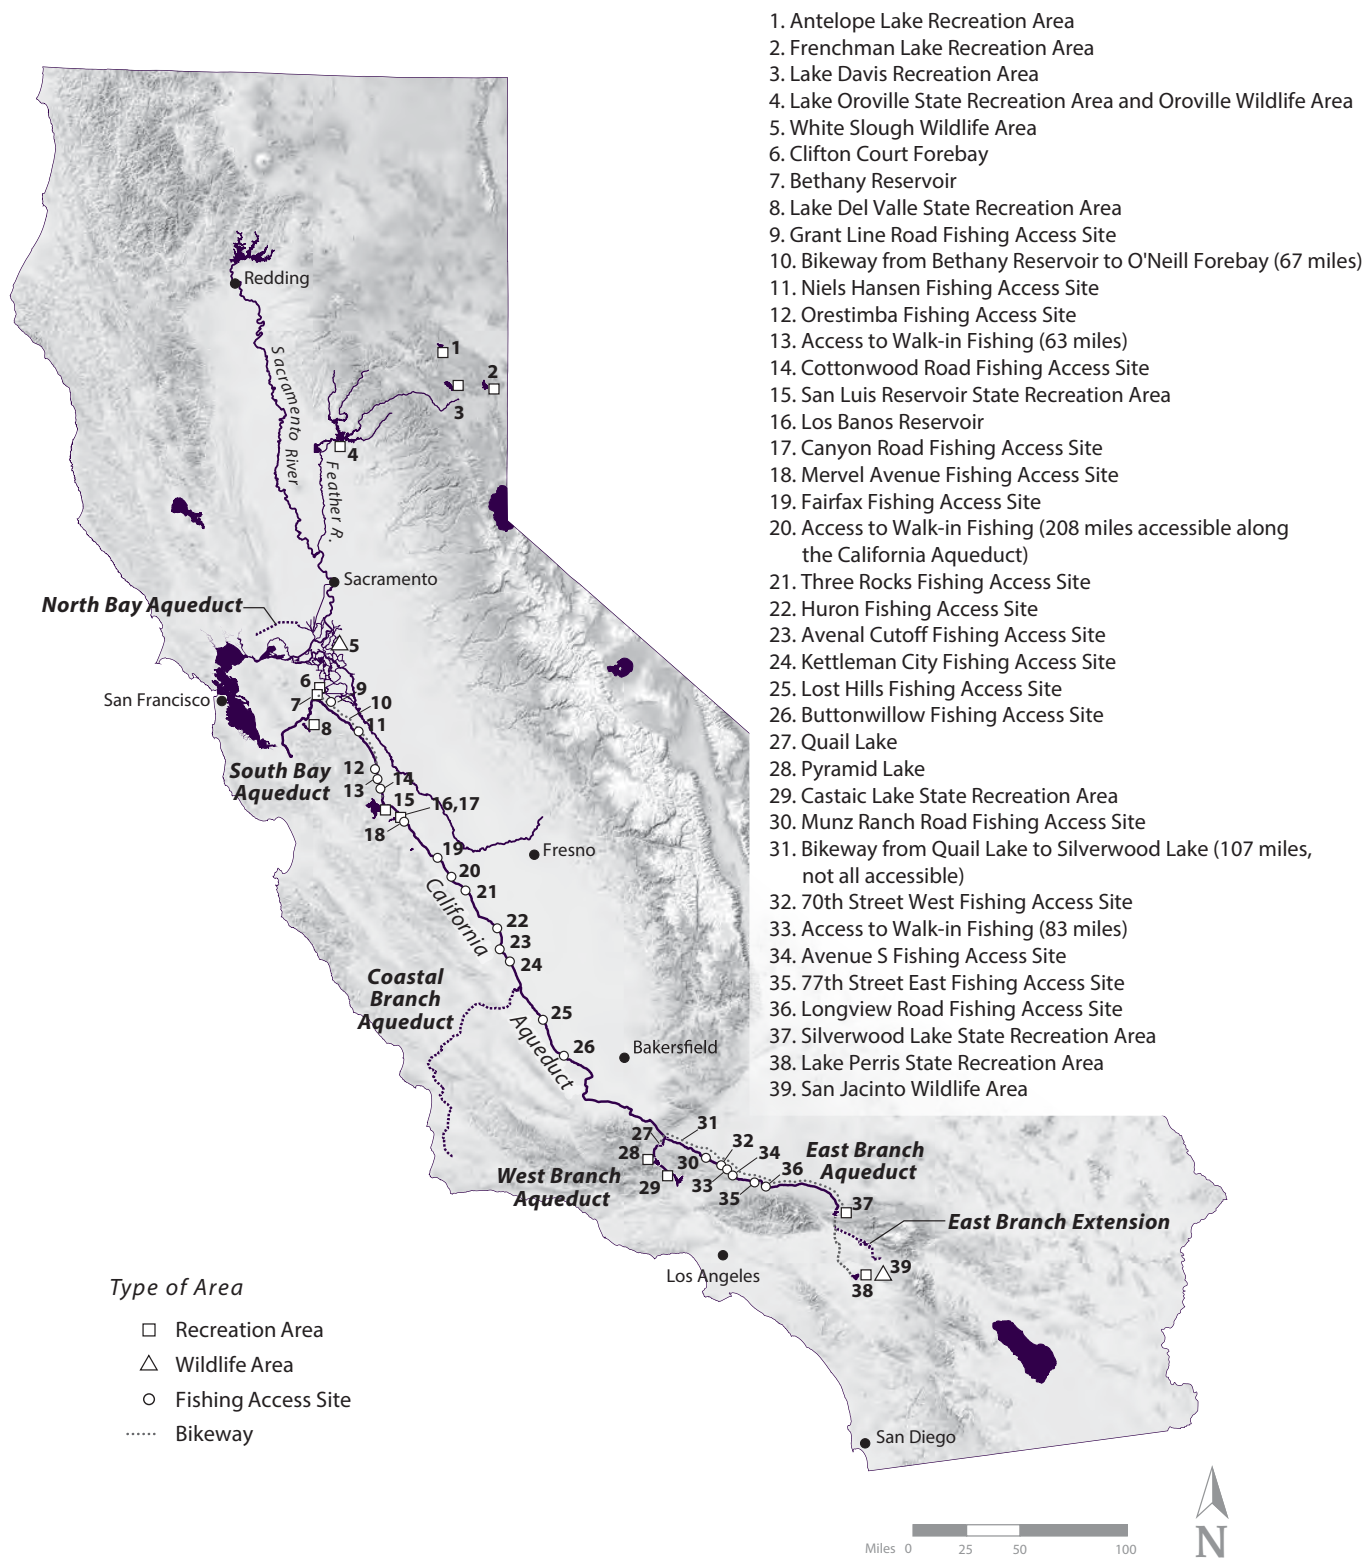 1. Antelope Lake Recreation Area
2. Frenchman Lake Recreation Area
3. Lake Davis Recreation Area
4. Lake Oroville State Recreation Area and Oroville Wildlife Area
5. White Slough Wildlife Area
6. Clifton Court Forebay
7. Bethany Reservoir
8. Lake Del Valle State Recreation Area
9. Grant Line Road Fishing Access Site
10. Bikeway from Bethany Reservoir to O'Neill Forebay (67 miles)
11. Niels Hansen Fishing Access Site
12. Orestimba Fishing Access Site
13. Access to Walk-in Fishing (63 miles)
14. Cottonwood Road Fishing Access Site
15. San Luis Reservoir State Recreation Area
16. Los Banos Reservoir
17. Canyon Road Fishing Access Site
18. Mervel Avenue Fishing Access Site
19. Fairfax Fishing Access Site
20. Access to Walk-in Fishing (208 miles accessible along
the California Aqueduct)
21. Three Rocks Fishing Access Site
22. Huron Fishing Access Site
23. Avenal Cutoff Fishing Access Site
24. Kettleman City Fishing Access Site
25. Lost Hills Fishing Access Site
26. Buttonwillow Fishing Access Site
27. Quail Lake
28. Pyramid Lake
29. Castaic Lake State Recreation Area
30. Munz Ranch Road Fishing Access Site
31. Bikeway from Quail Lake to Silverwood Lake (107 miles,
not all accessible)
32. 70th Street West Fishing Access Site
33. Access to Walk-in Fishing (83 miles)
34. Avenue S Fishing Access Site
35. 77th Street East Fishing Access Site
36. Longview Road Fishing Access Site
37. Silverwood Lake State Recreation Area
38. Lake Perris State Recreation Area
39. San Jacinto Wildlife Area
Redding
Sacramento River
1
2
3
4
Feather R.
Sacramento
North Bay Aqueduct
5
6
7
San Francisco
9
10
8
11
South Bay
Aqueduct
12
13
14
15
16,17
18
Fresno
19
20
21
California
22
23
24
Coastal
Branch
Aqueduct
25
Aqueduct
26
Bakersfield
31
27
32
28
30
34
East Branch
Aqueduct
West Branch
Aqueduct
29
33
35
36
37
East Branch Extension
Los Angeles
39
38
Type of Area
Recreation Area
Wildlife Area
Fishing Access Site
Bikeway
San Diego
N
Miles 0 25 50 100